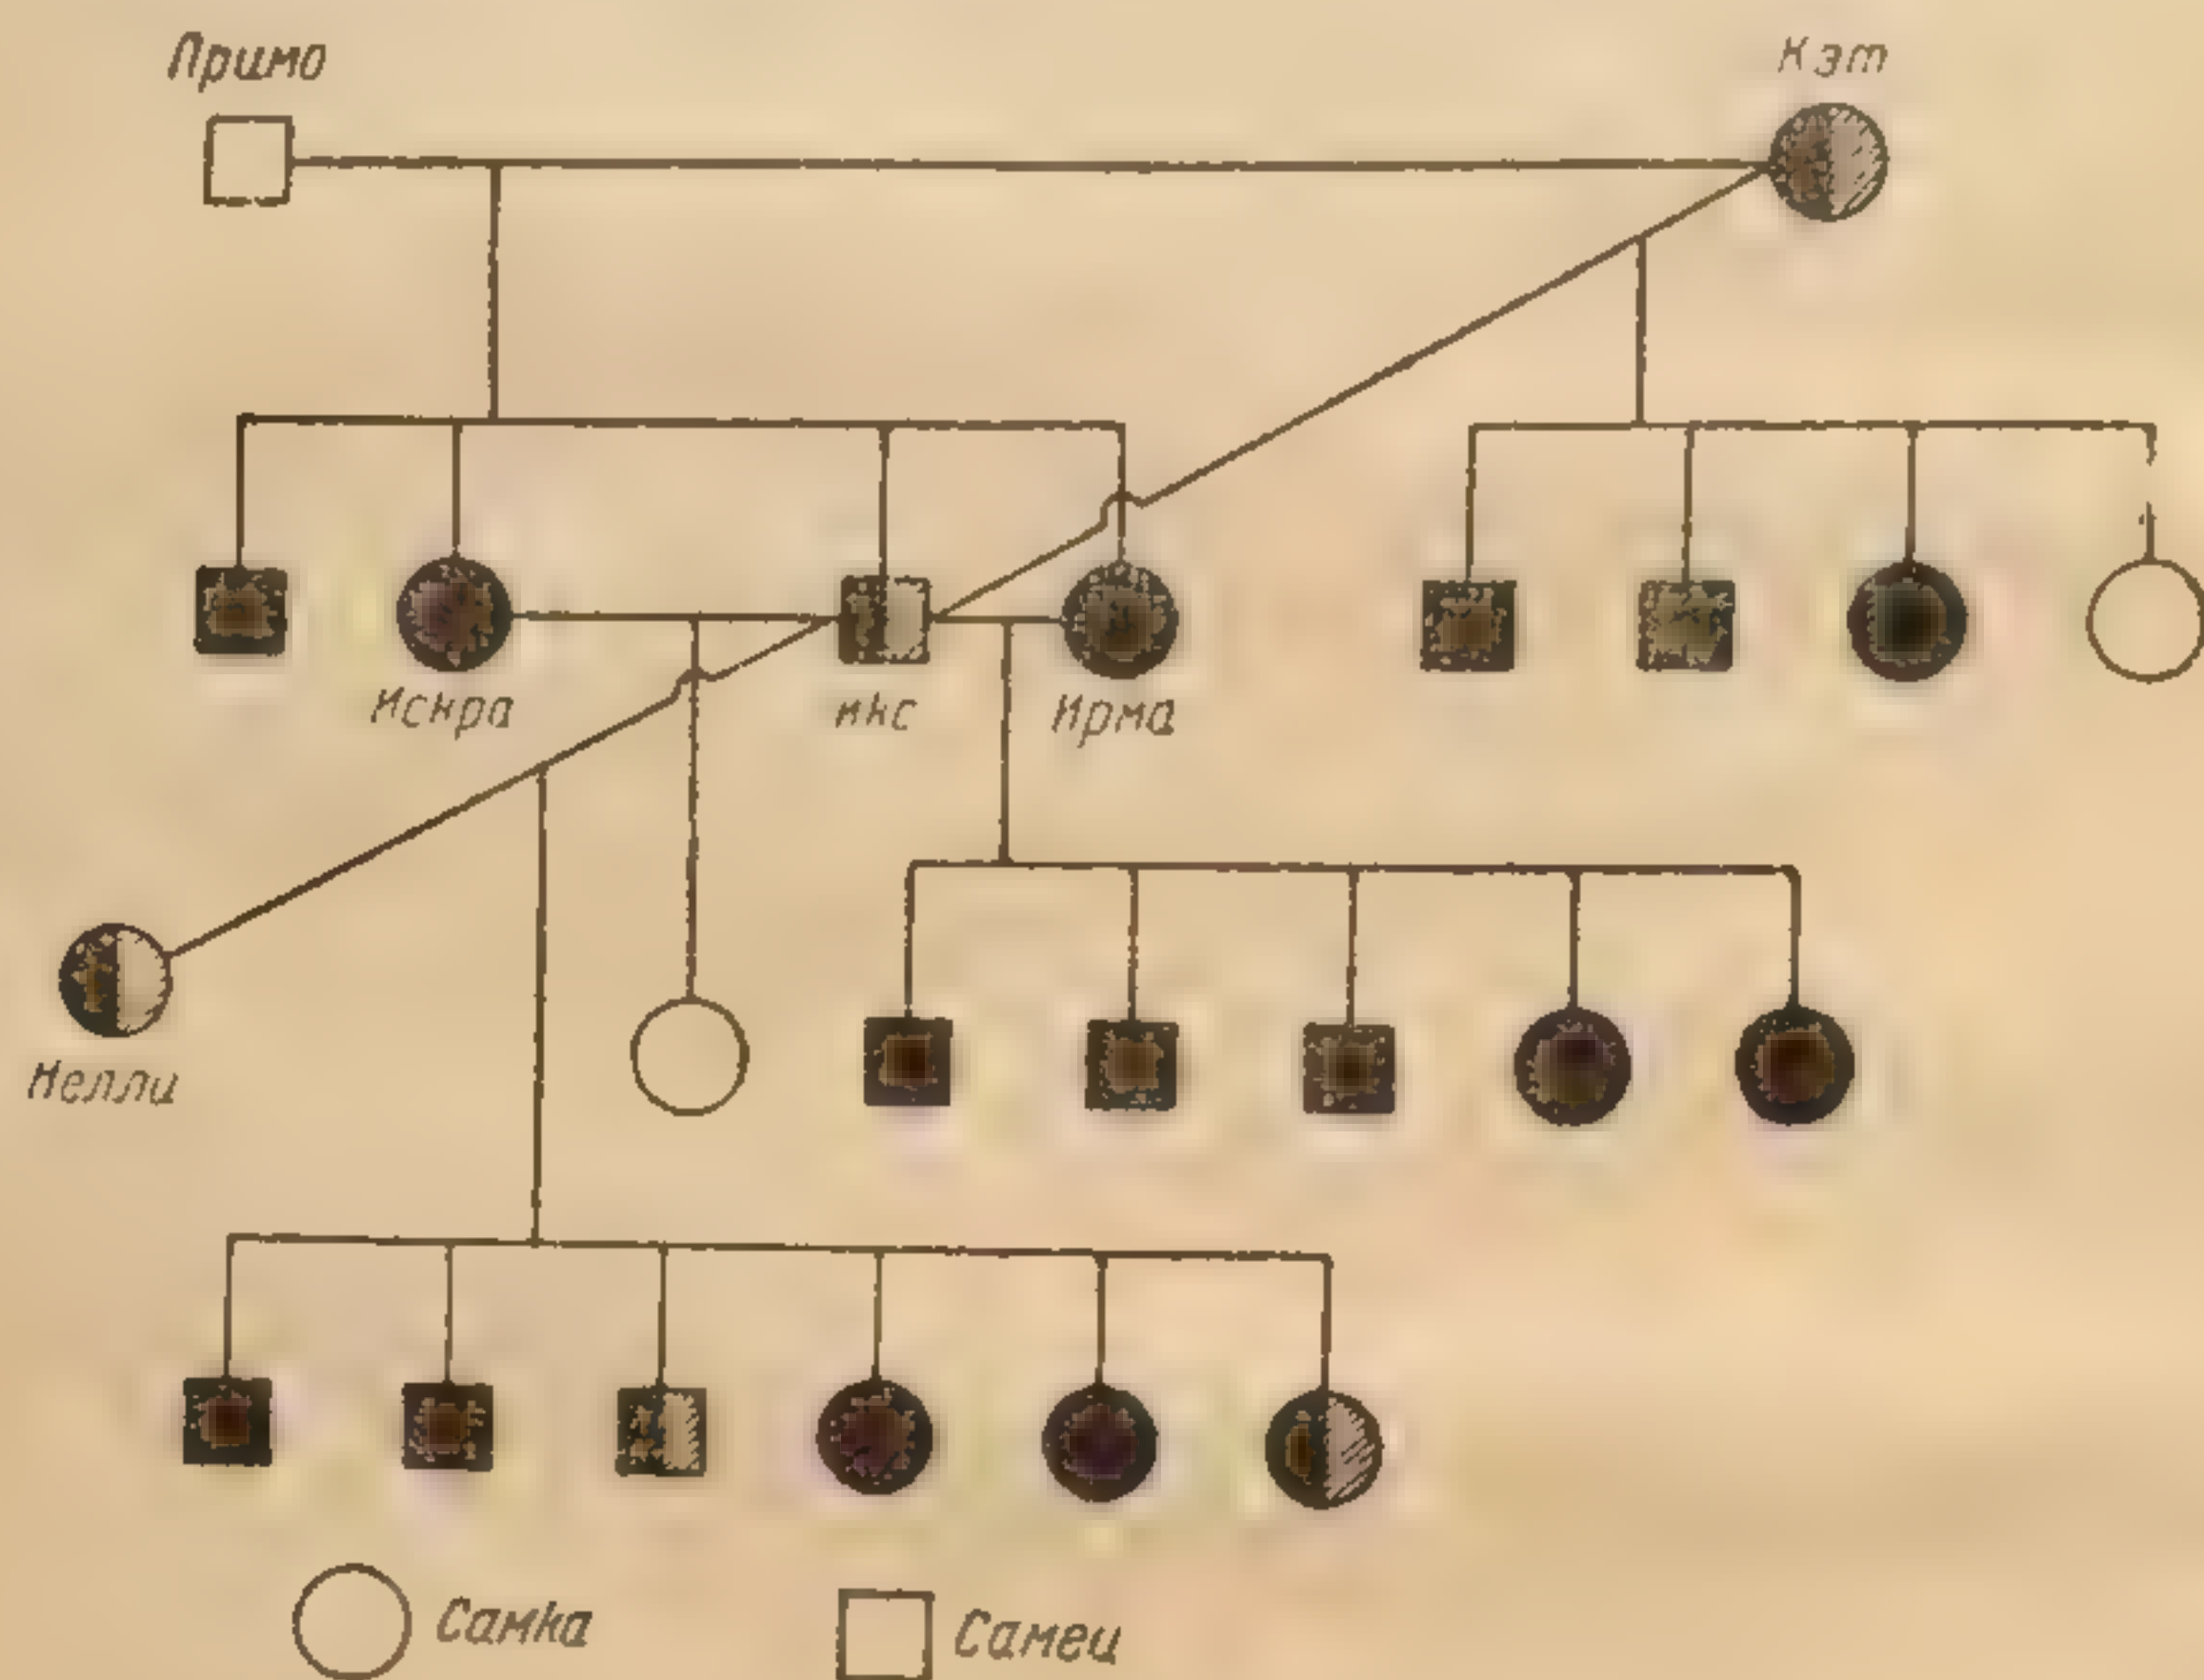 Примо
Кэт
Искра
икс
Ирма
Нелли
Самка
Самец